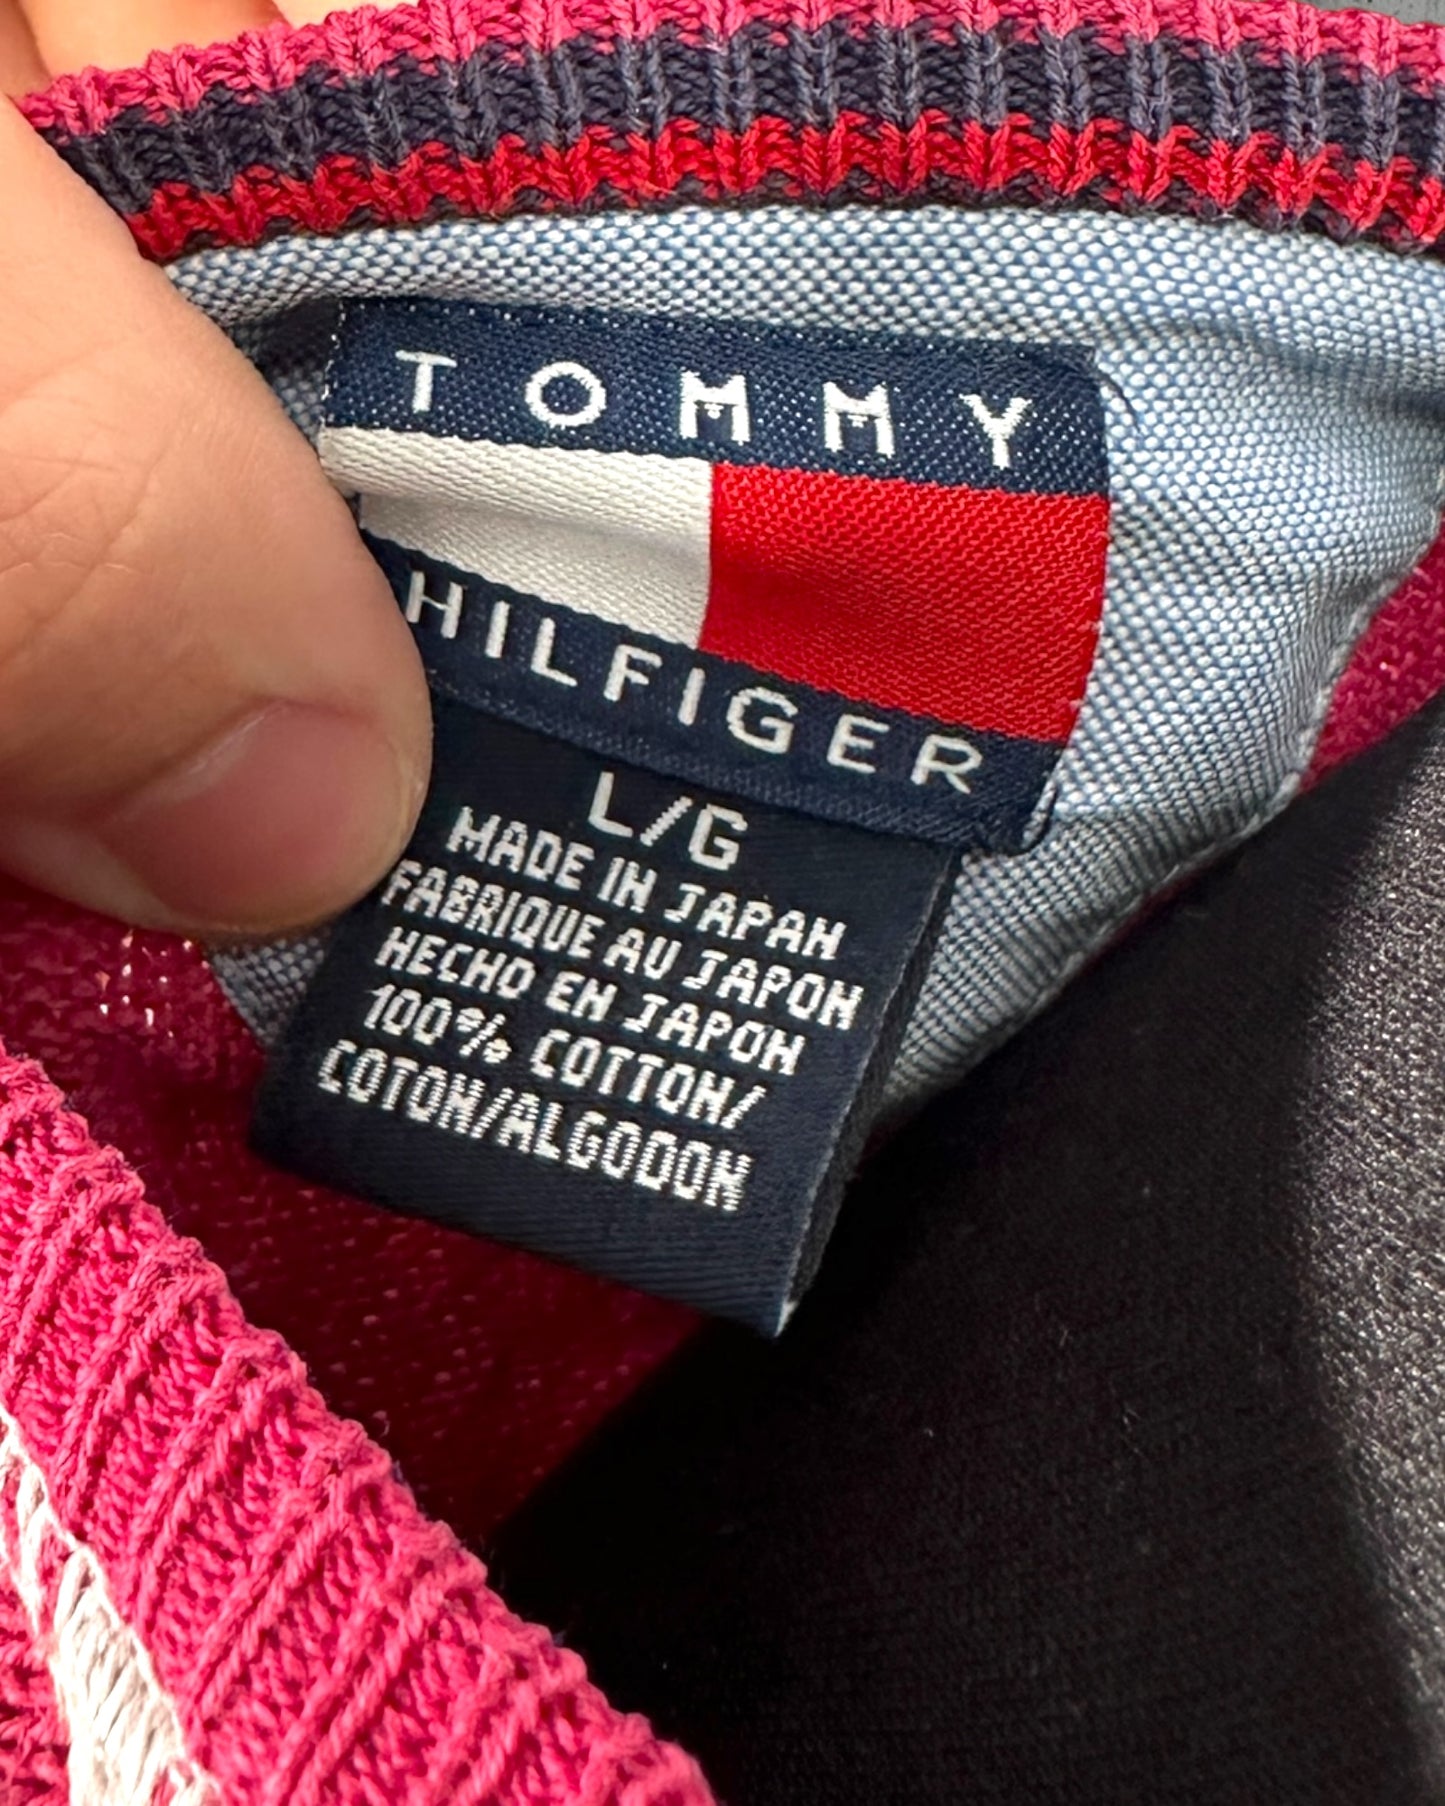 TOMMY
HILFIGER
L/G
MADE IN JAPAN
FABRIQUE AU JAPON
HECHO EN JAPON
100% COTTON/
COTON/ALGODON